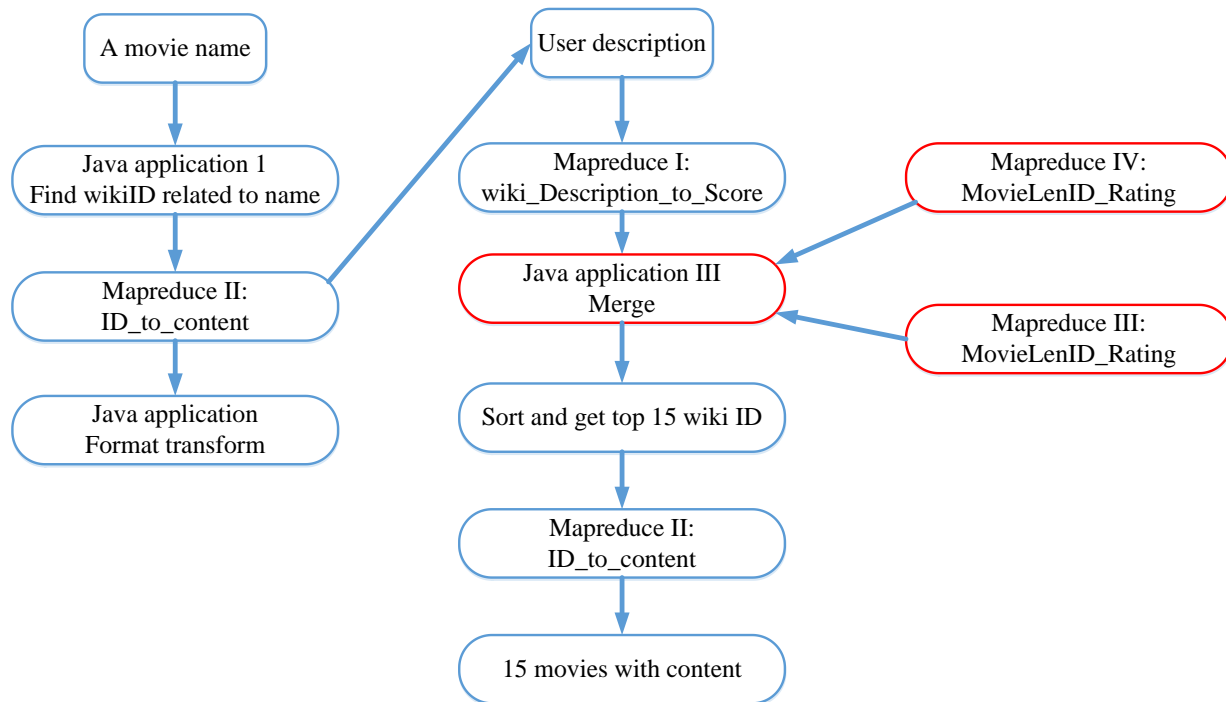 A movie name
Java application 1
Find wikiID related to name
Mapreduce II:
ID_to_content
Java application
Format transform
User description
Mapreduce I:
wiki_Description_to_Score
Java application III
Merge
Sort and get top 15 wiki ID
Mapreduce II:
ID_to_content
15 movies with content
Mapreduce IV:
MovieLenID_Rating
Mapreduce III:
MovieLenID_Rating